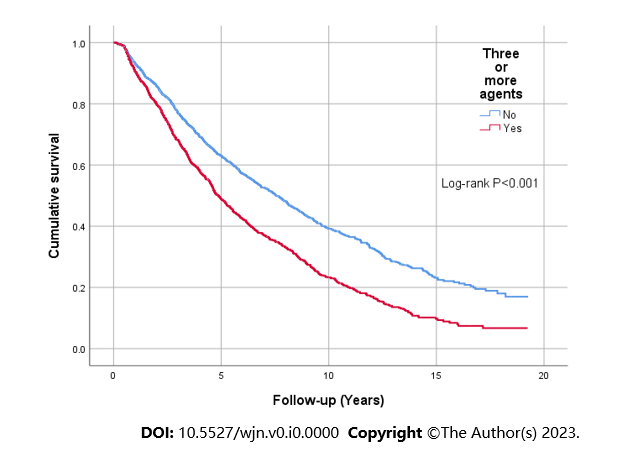 1.0
0.8
0.6
0.4
0.2
0.0
Cumulative survival
0
5
10
15
20
Follow-up (Years)
Three
or
more
agents
No
Yes
Log-rank P<0.001
DOI: 10.5527/wjn.v0.i0.0000 Copyright ©The Author(s) 2023.